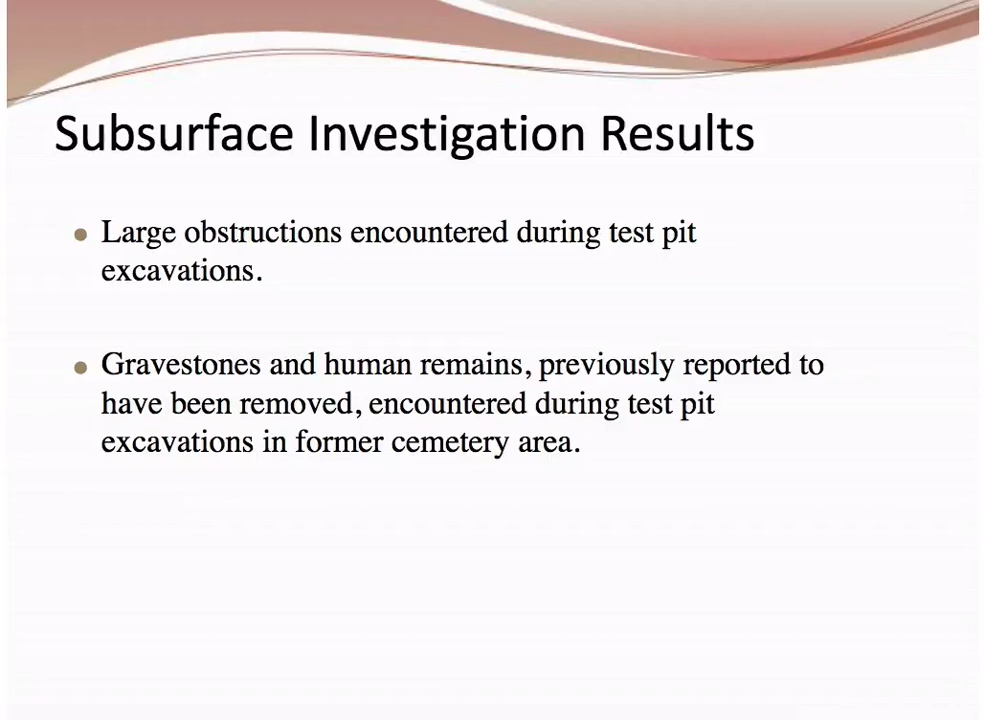 Subsurface Investigation Results
• Large obstructions encountered during test pit
excavations.
• Gravestones and human remains, previously reported to
have been removed, encountered during test pit
excavations in former cemetery area.